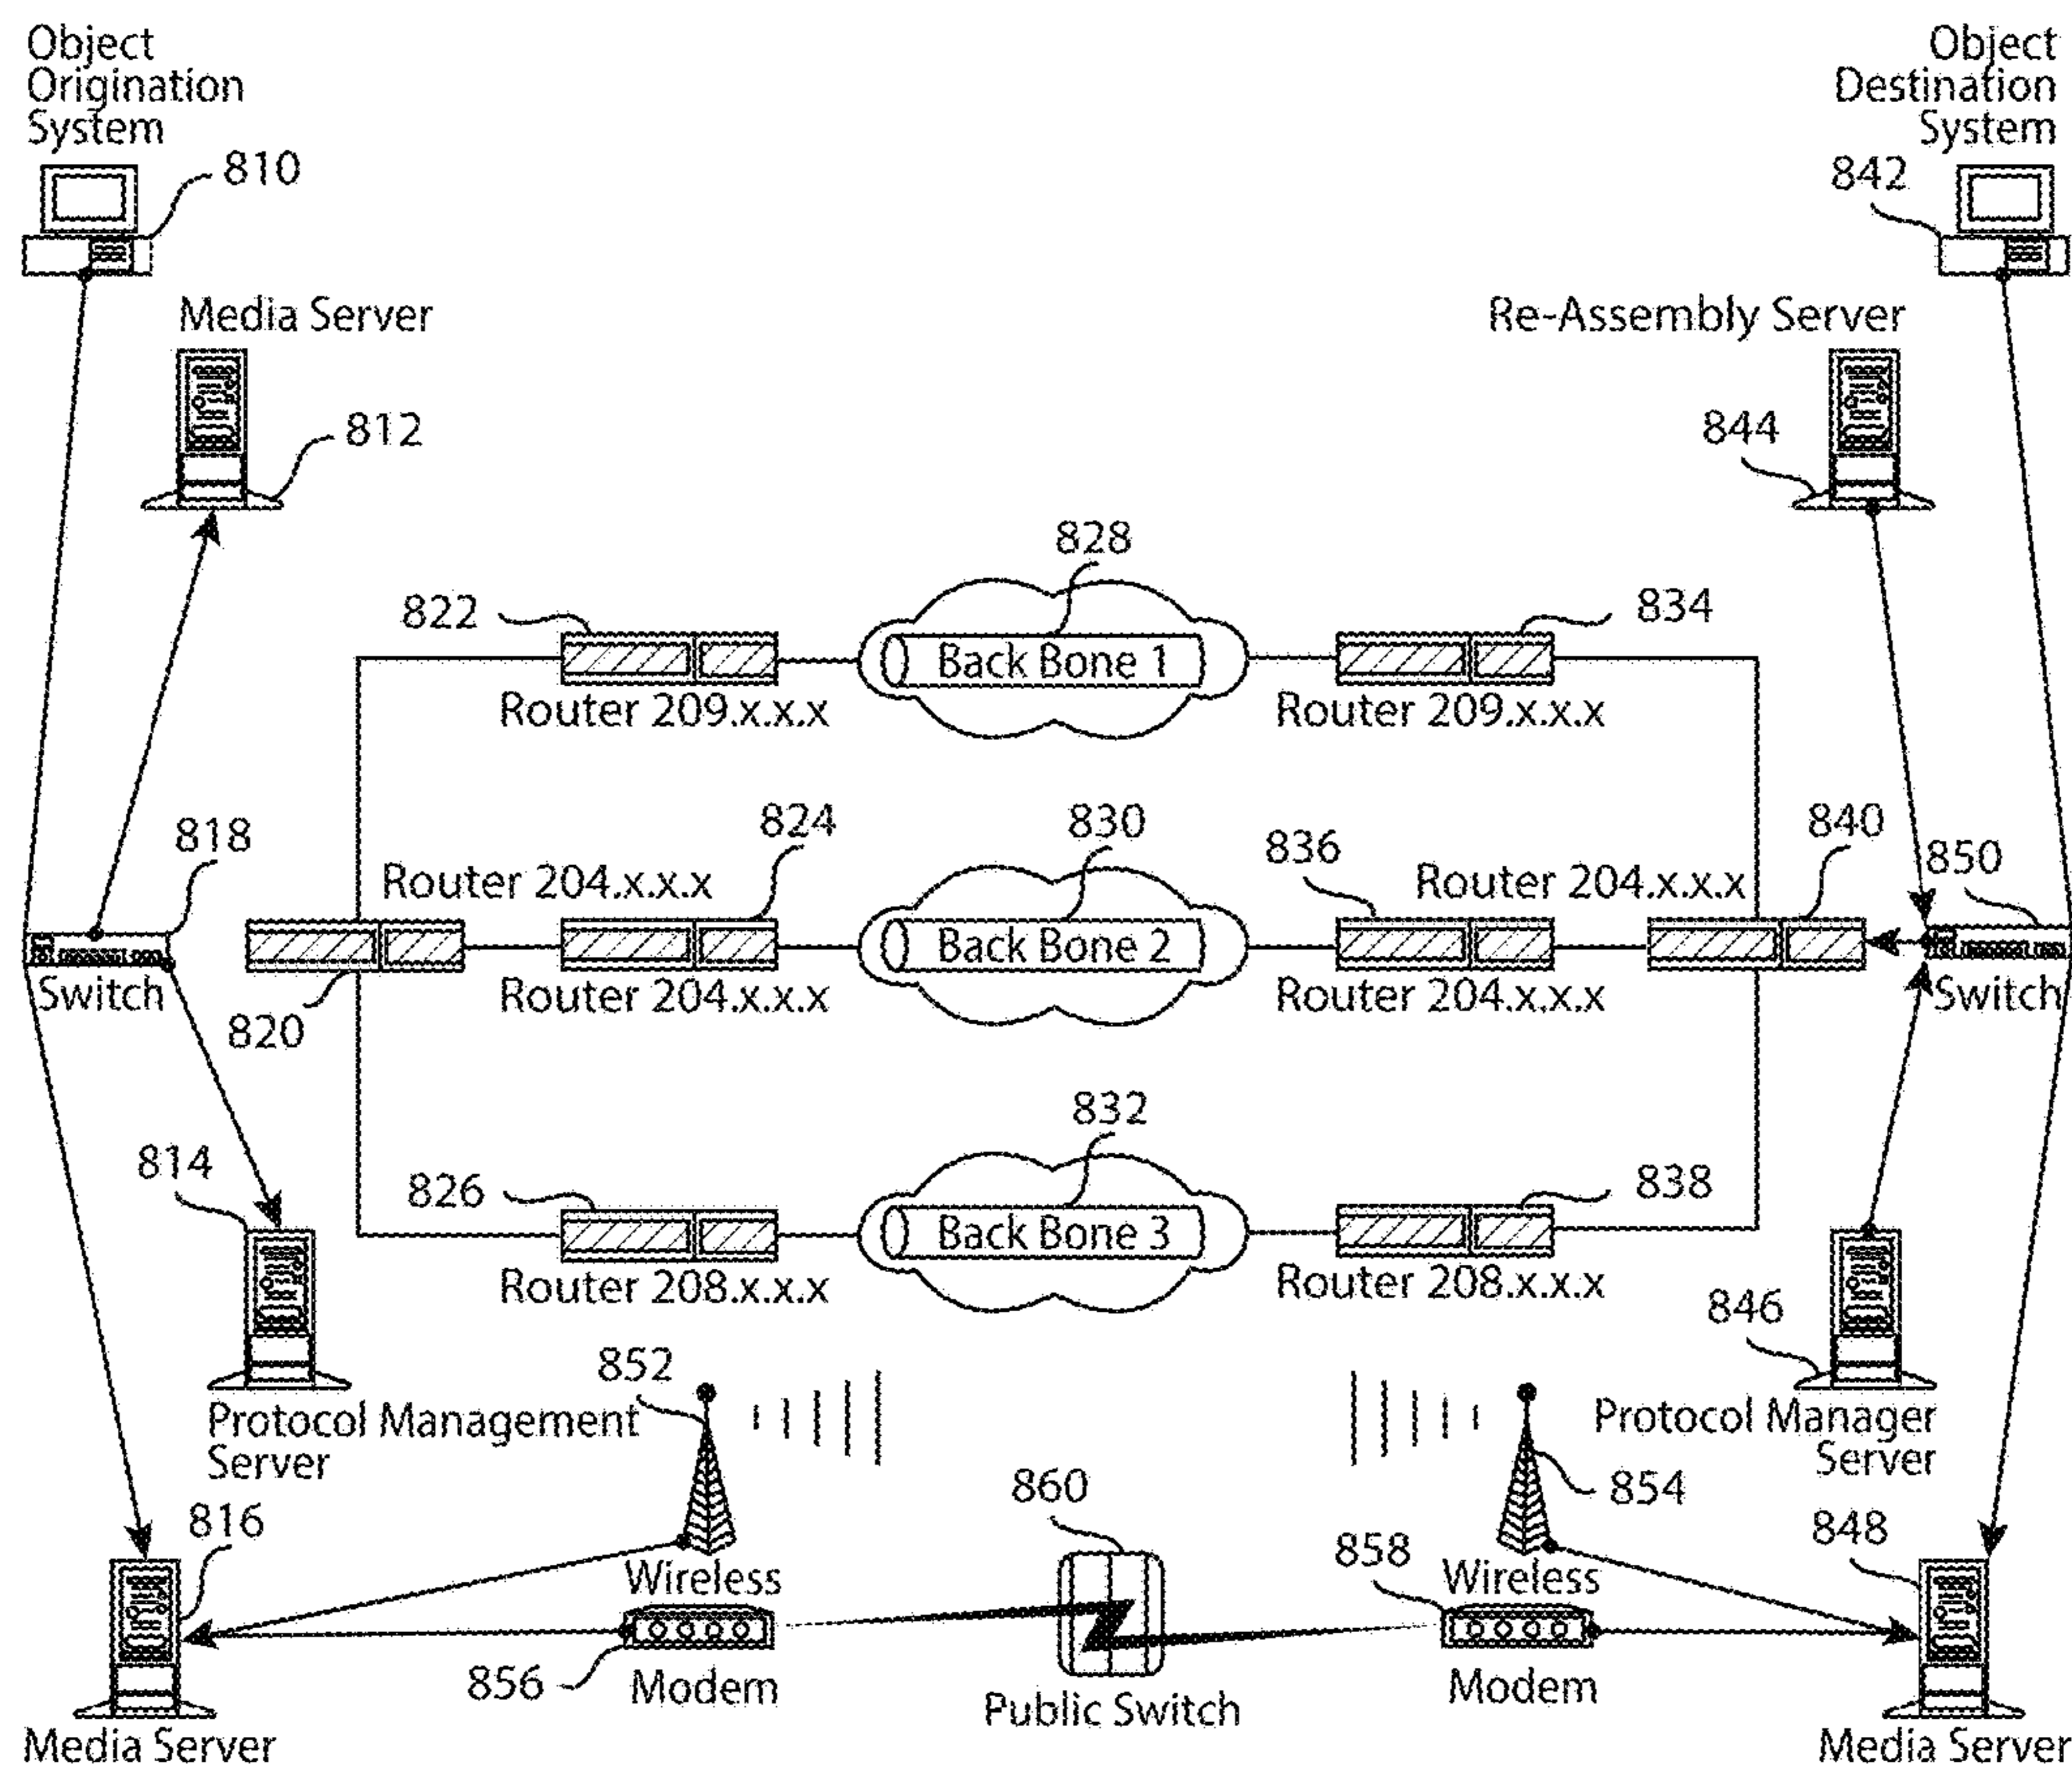 Object
Origination
System
810
Object
Destination
System
842
Media Server
812
Re-Assembly Server
844
828
822
Back Bone 1
834
Router 209.x.x.x
Router 209.x.x.x
818
824
830
836
840
850
Router 204.x.x.x
Router 204.x.x.x
Back Bone 2
Switch
820
Router 204.x.x.x
Router 204.x.x.x
Switch
832
814
826
Back Bone 3
838
Router 208.x.x.x
Router 208.x.x.x
846
852
Protocol Management
Server
Protocol Manager
Server
854
860
816
858
848
Wireless
Wireless
856
Modem
Public Switch
Modem
Media Server
Media Server